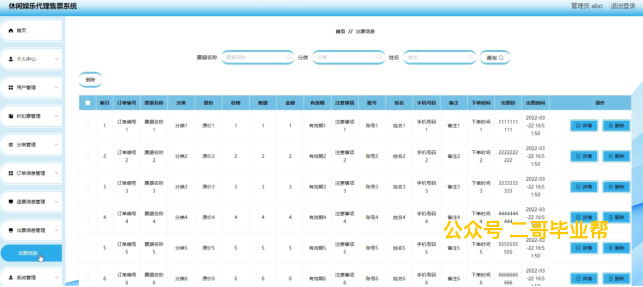 休闲娱乐代理售票系统
管理员 abo 退出登录
首页
个人中心
用户管理
折扣票管理
分类管理
订单信息管理
退票信息管理
出票信息管理
出票信息
系统管理
首页 // 出票信息
票据名称 票据名称 分类 分类 姓名 姓名 查询
删除
索引 订单编号 票据名称 分类 原价 价格 数量 金额 有效期 注意事项 账号 姓名 手机号码 备注 下单时间 出票码 出票时间 操作
1 订单编号1 票据名称1 分类1 原价1 1 1 1 有效期1 注意事项1 账号1 姓名1 手机号码1 备注1 下单时间1 1111111111 2022-03-22 16:51:50 详情 删除
2 订单编号2 票据名称2 分类2 原价2 2 2 2 有效期2 注意事项2 账号2 姓名2 手机号码2 备注2 下单时间2 2222222222 2022-03-22 16:51:50 详情 删除
3 订单编号3 票据名称3 分类3 原价3 3 3 3 有效期3 注意事项3 账号3 姓名3 手机号码3 备注3 下单时间3 3333333333 2022-03-22 16:51:50 详情 删除
4 订单编号4 票据名称4 分类4 原价4 4 4 4 有效期4 注意事项4 账号4 姓名4 手机号码4 备注4 下单时间4 4444444444 2022-03-22 16:51:50 详情 删除
公众号 二哥毕业帮
5 订单编号5 票据名称5 分类5 原价5 5 5 5 有效期5 注意事项5 账号5 姓名5 手机号码5 备注5 下单时间5 5555555555 2022-03-22 16:51:50 详情 删除
6 订单编号6 票据名称6 分类6 原价6 6 6 6 有效期6 注意事项6 账号6 姓名6 手机号码6 备注6 下单时间6 6666666666 2022-03-22 16:5 详情 删除